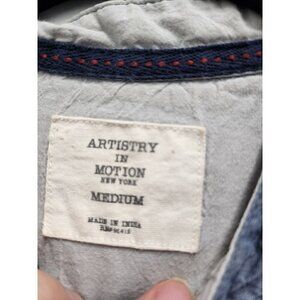 ARTISTRY
IN
MOTION
NEW YORK
MEDIUM
MADE IN INDIA